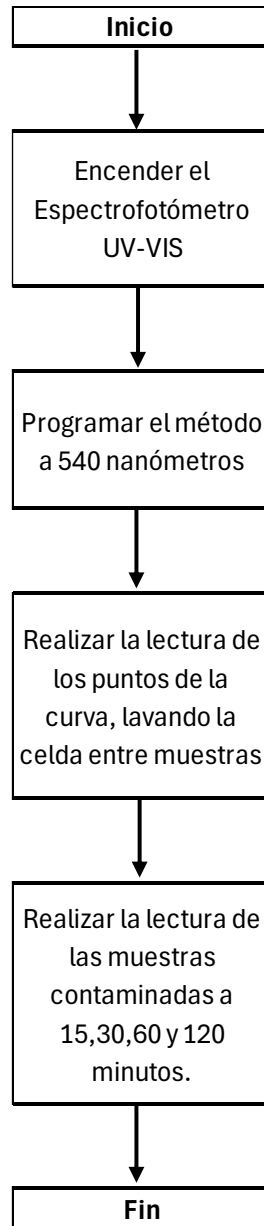 Inicio
Encender el
Espectrofotómetro
UV-VIS
Programar el método
a 540 nanómetros
Realizar la lectura de
los puntos de la
curva, lavando la
celda entre muestras
Realizar la lectura de
las muestras
contaminadas a
15,30,60 y 120
minutos.
Fin